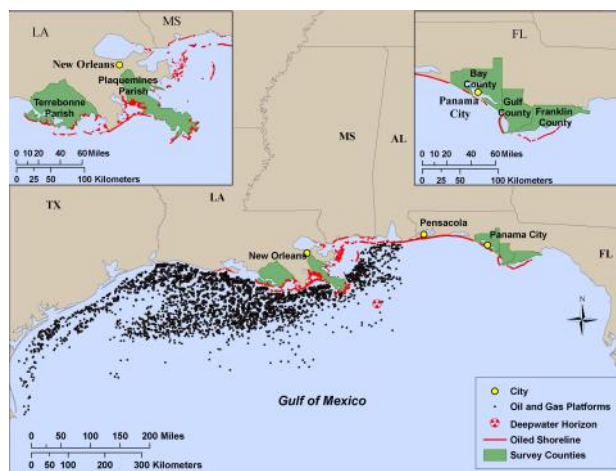 LA
MS
New Orleans
Plaquemines
Parish
Terrebonne
Parish
0 10 20 40 60 Miles
0 25 50 100 Kilometers
FL
Bay
County
Panama
City
Gulf
County
Franklin
County
0 10 20 40 60 Miles
0 25 50 100 Kilometers
MS
AL
TX
LA
Pensacola
Panama City
New Orleans
FL
N
Gulf of Mexico
City
Oil and Gas Platforms
Deepwater Horizon
Oiled Shoreline
Survey Counties
0 50 100 150 200 Miles
0 100 200 300 Kilometers